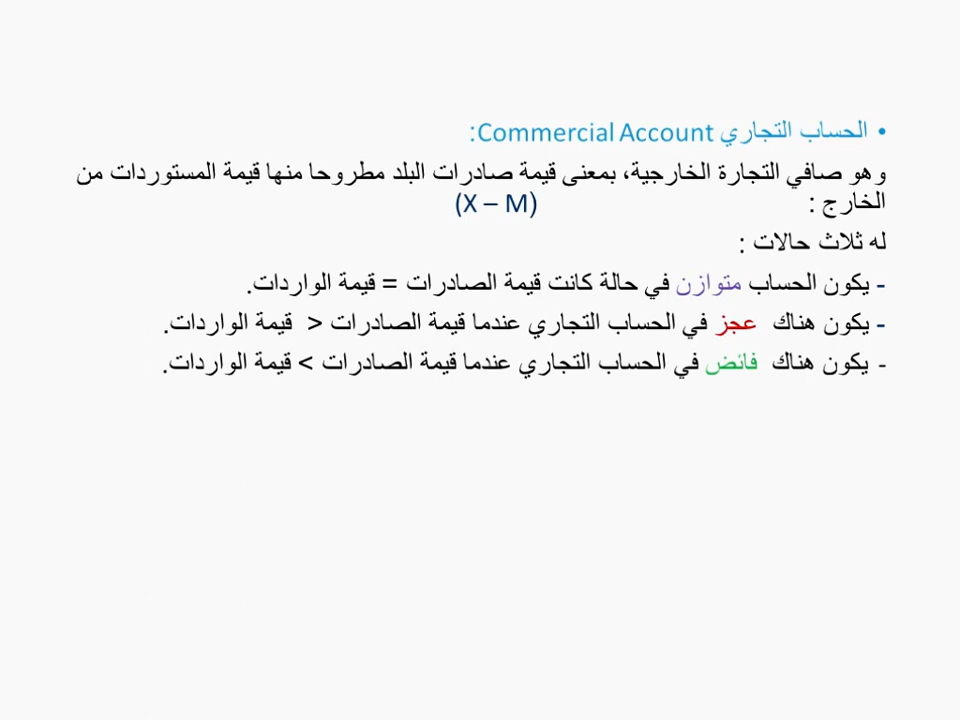 • الحساب التجاري Commercial Account:
وهو صافي التجارة الخارجية، بمعنى قيمة صادرات البلد مطروحا منها قيمة المستوردات من
الخارج : (X – M)
له ثلاث حالات :
- يكون الحساب متوازن في حالة كانت قيمة الصادرات = قيمة الواردات.
- يكون هناك عجز في الحساب التجاري عندما قيمة الصادرات < قيمة الواردات.
- يكون هناك فائض في الحساب التجاري عندما قيمة الصادرات > قيمة الواردات.